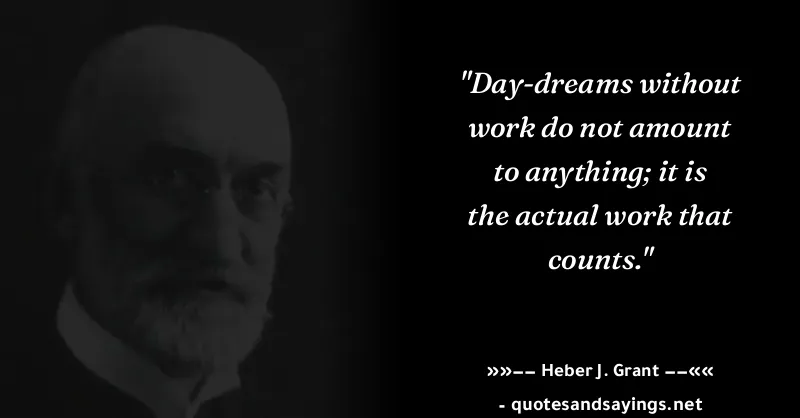 "Day-dreams without
work do not amount
to anything; it is
the actual work that
counts."
»»−− Heber J. Grant −−««
- quotesandsayings.net